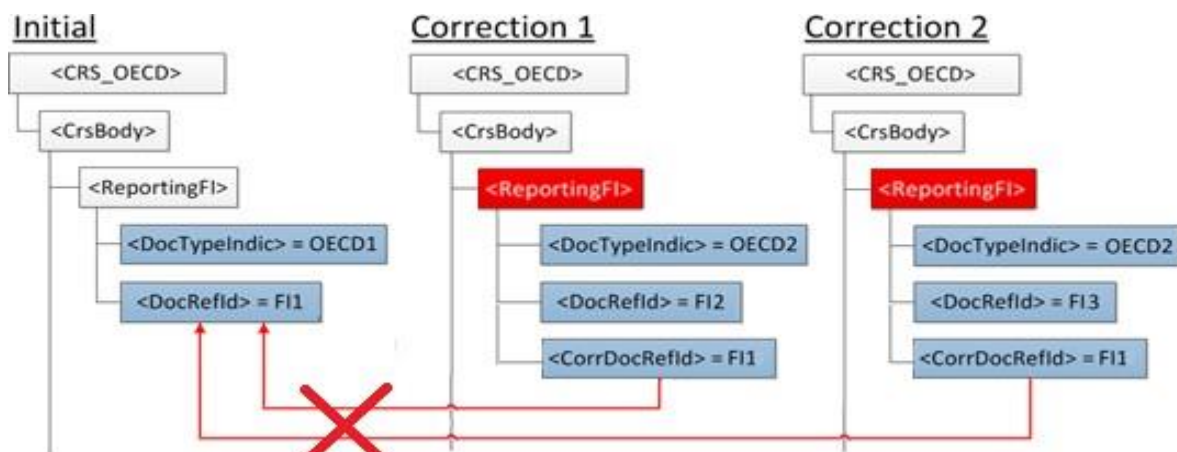 Initial
<CRS_OECD>
<CrsBody>
<ReportingFI>
<DocTypeIndic> = OECD1
<DocRefId> = FI1
Correction 1
<CRS_OECD>
<CrsBody>
<ReportingFI>
<DocTypeIndic> = OECD2
<DocRefId> = FI2
<CorrDocRefId> = FI1
Correction 2
<CRS_OECD>
<CrsBody>
<ReportingFI>
<DocTypeIndic> = OECD2
<DocRefId> = FI3
<CorrDocRefId> = FI1